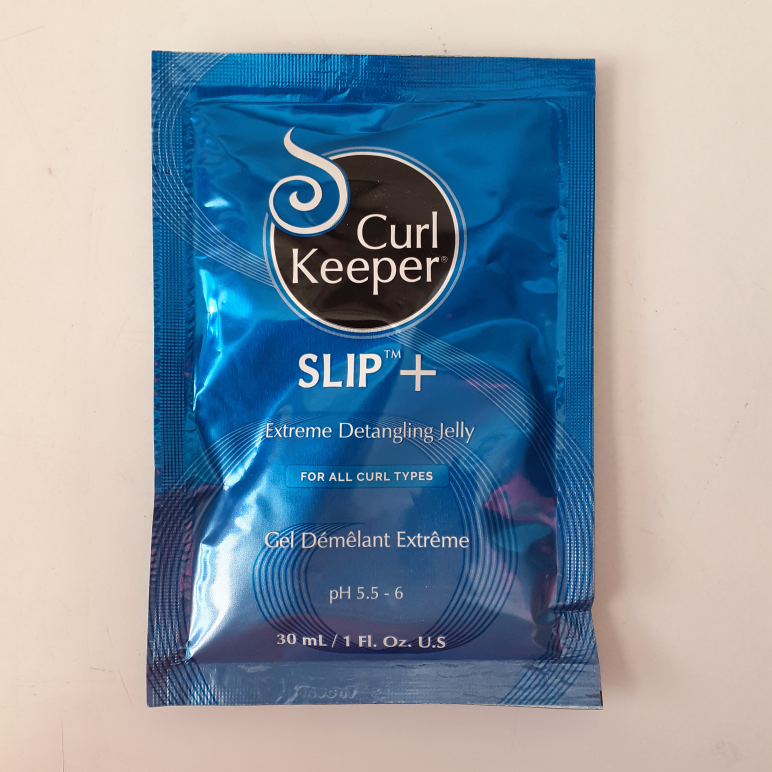 Curl
Keeper®
SLIP™+
Extreme Detangling Jelly
FOR ALL CURL TYPES
Gel Démêlant Extrême
pH 5.5 - 6
30 mL / 1 Fl. Oz. U.S